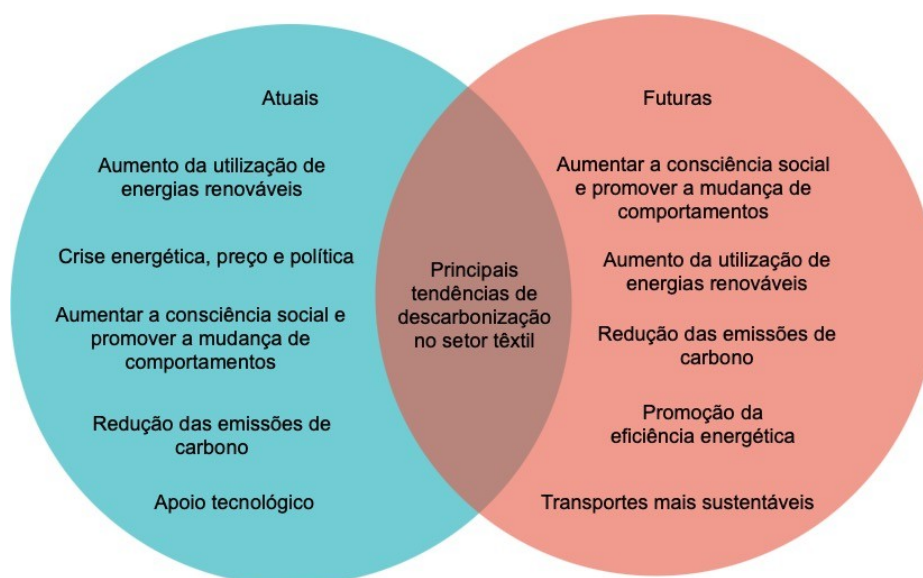 Atuais
Aumento da utilização de
energias renováveis
Crise energética, preço e política
Aumentar a consciência social e
promover a mudança de
comportamentos
Redução das emissões de
carbono
Apoio tecnológico
Principais
tendências de
descarbonização
no setor têxtil
Futuras
Aumentar a consciência social
e promover a mudança de
comportamentos
Aumento da utilização de
energias renováveis
Redução das emissões de
carbono
Promoção da
eficiência energética
Transportes mais sustentáveis